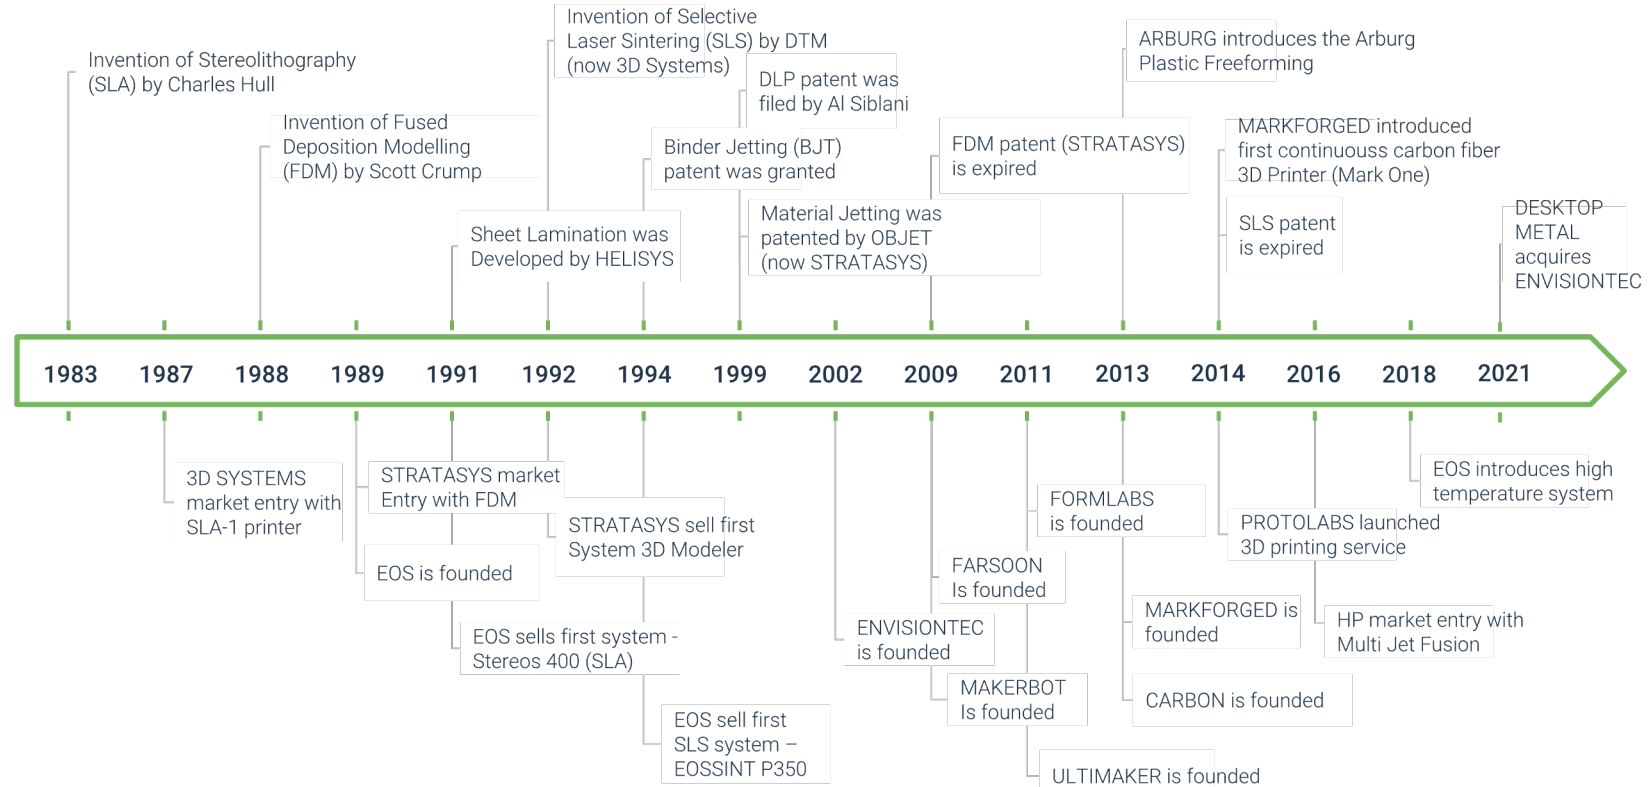 Invention of Stereolithography
(SLA) by Charles Hull
Invention of Fused
Deposition Modelling
(FDM) by Scott Crump
Sheet Lamination was
Developed by HELISYS
Invention of Selective
Laser Sintering (SLS) by DTM
(now 3D Systems)
Binder Jetting (BJT)
patent was granted
DLP patent was
filed by Al Siblani
Material Jetting was
patented by OBJET
(now STRATASYS)
FDM patent (STRATASYS)
is expired
ARBURG introduces the Arburg
Plastic Freeforming
MARKFORGED introduced
first continuouss carbon fiber
3D Printer (Mark One)
SLS patent
is expired
DESKTOP
METAL
acquires
ENVISIONTEC
1983 1987 1988 1989 1991 1992 1994 1999 2002 2009 2011 2013 2014 2016 2018 2021
3D SYSTEMS
market entry with
SLA-1 printer
STRATASYS market
Entry with FDM
EOS is founded
EOS sells first system -
Stereos 400 (SLA)
STRATASYS sell first
System 3D Modeler
EOS sell first
SLS system –
EOSSINT P350
ENVISIONTEC
is founded
FARSOON
Is founded
MAKERBOT
Is founded
FORMLABS
is founded
ULTIMAKER is founded
MARKFORGED is
founded
CARBON is founded
PROTOLABS launched
3D printing service
HP market entry with
Multi Jet Fusion
EOS introduces high
temperature system